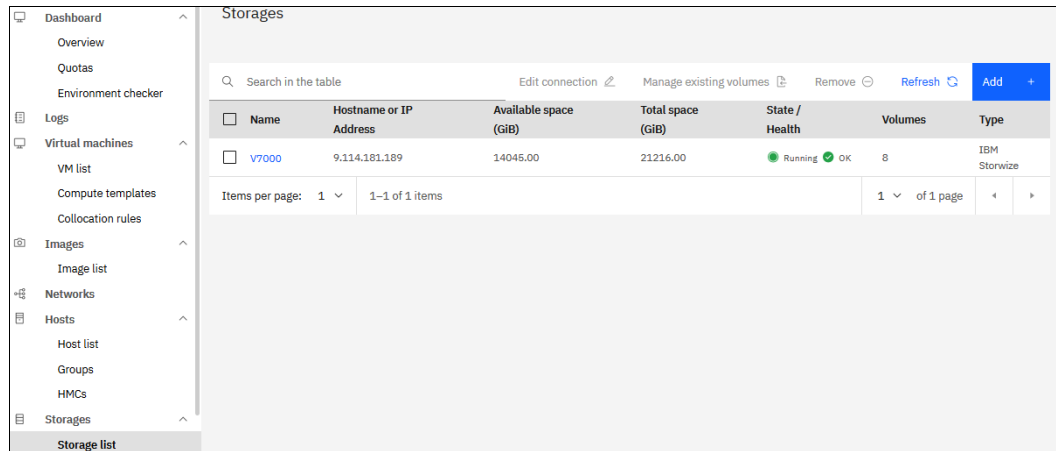 Dashboard
Overview
Quotas
Environment checker
Logs
Virtual machines
VM list
Compute templates
Collocation rules
Images
Image list
Networks
Hosts
Host list
Groups
HMCs
Storages
Storage list
Storages
Search in the table
Edit connection
Manage existing volumes
Remove
Refresh
Add +
Name
Hostname or IP
Address
Available space
(GiB)
Total space
(GiB)
State /
Health
Volumes
Type
V7000
9.114.181.189
14045.00
21216.00
Running OK
8
IBM
Storwize
Items per page: 1
1–1 of 1 items
1 of 1 page